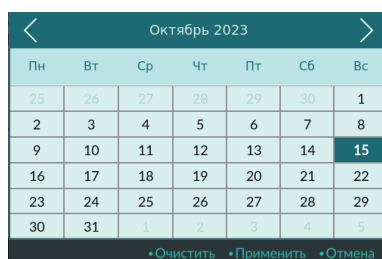 Октябрь 2023
Пн Вт Ср Чт Пт Сб Вс
25 26 27 28 29 30 1
2 3 4 5 6 7 8
9 10 11 12 13 14 15
16 17 18 19 20 21 22
23 24 25 26 27 28 29
30 31 1 2 3 4 5
•Очистить •Применить •Отмена